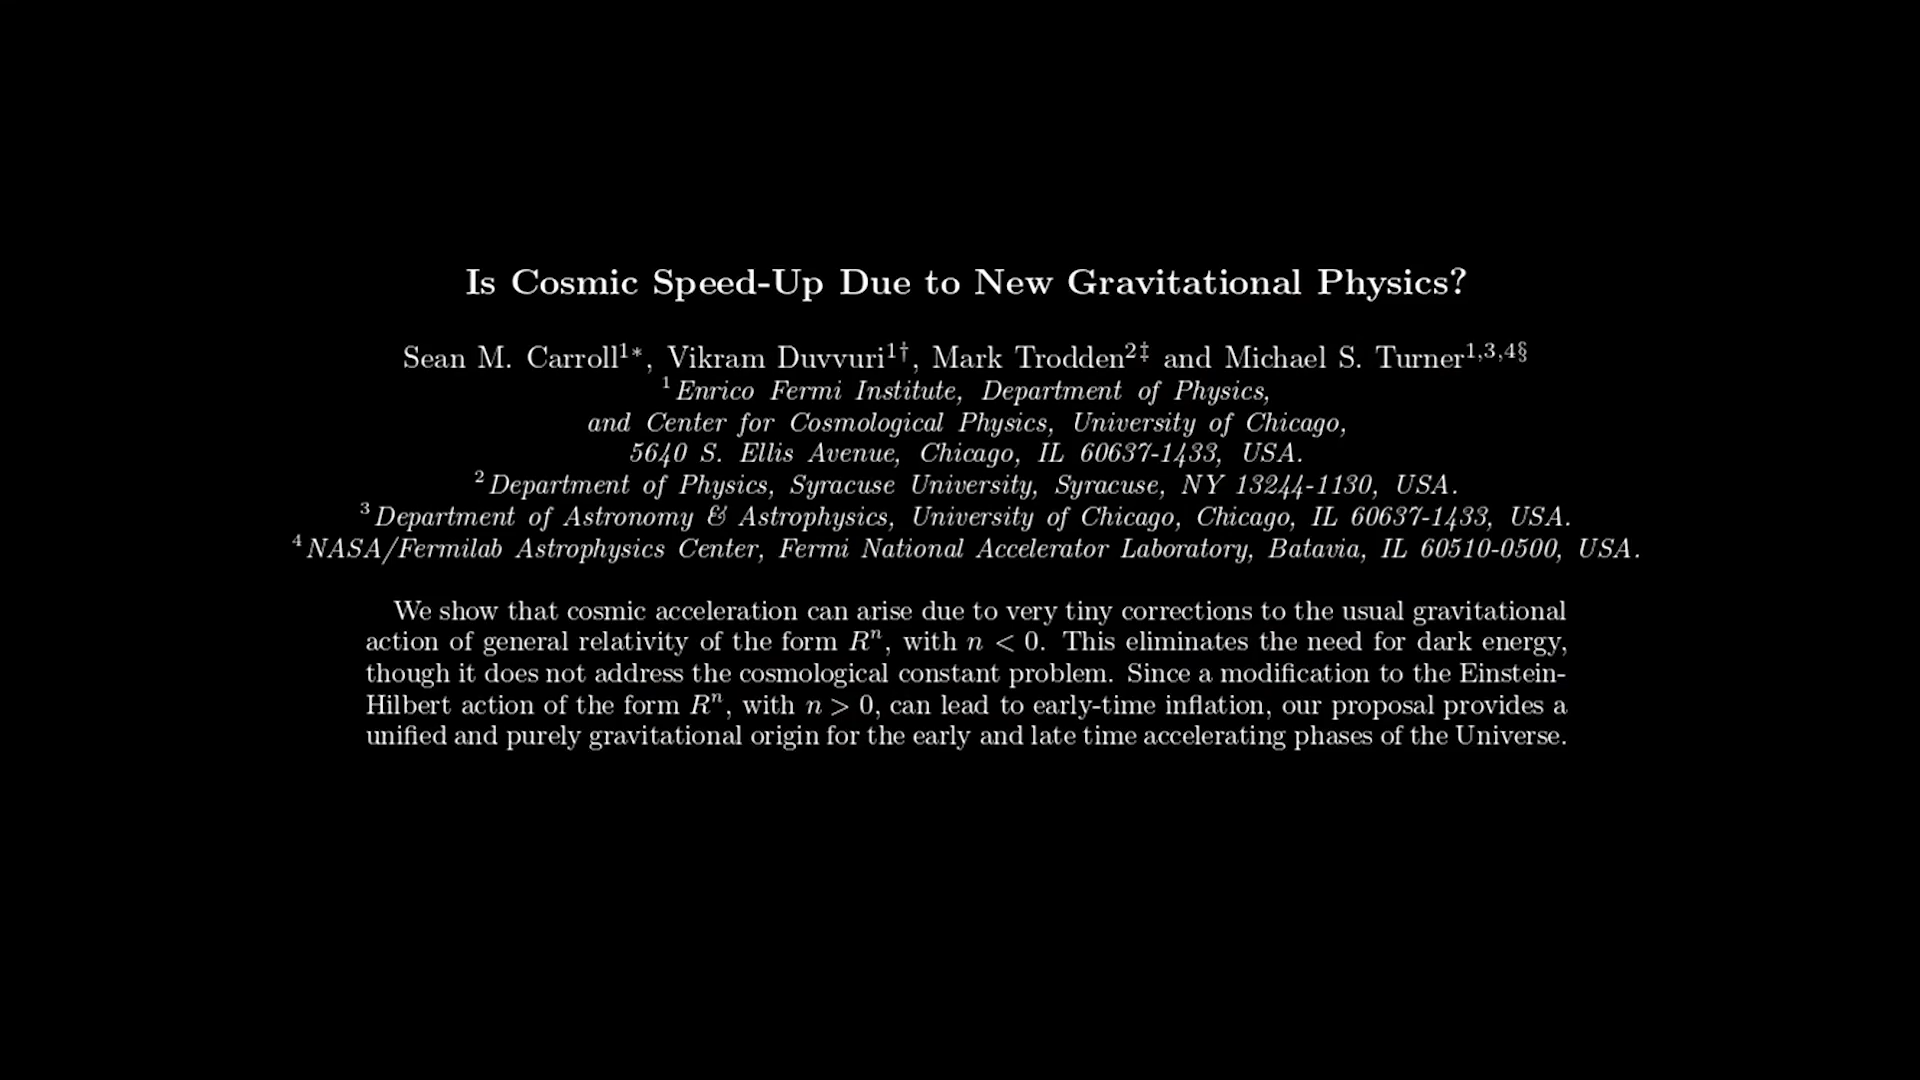 Is Cosmic Speed-Up Due to New Gravitational Physics?
Sean M. Carroll¹*, Vikram Duvvuri¹†, Mark Trodden²‡ and Michael S. Turner¹,³,⁴§
¹Enrico Fermi Institute, Department of Physics,
and Center for Cosmological Physics, University of Chicago,
5640 S. Ellis Avenue, Chicago, IL 60637-1433, USA.
²Department of Physics, Syracuse University, Syracuse, NY 13244-1130, USA.
³Department of Astronomy & Astrophysics, University of Chicago, Chicago, IL 60637-1433, USA.
⁴NASA/Fermilab Astrophysics Center, Fermi National Accelerator Laboratory, Batavia, IL 60510-0500, USA.
We show that cosmic acceleration can arise due to very tiny corrections to the usual gravitational
action of general relativity of the form Rⁿ, with n < 0. This eliminates the need for dark energy,
though it does not address the cosmological constant problem. Since a modification to the Einstein-
Hilbert action of the form Rⁿ, with n > 0, can lead to early-time inflation, our proposal provides a
unified and purely gravitational origin for the early and late time accelerating phases of the Universe.